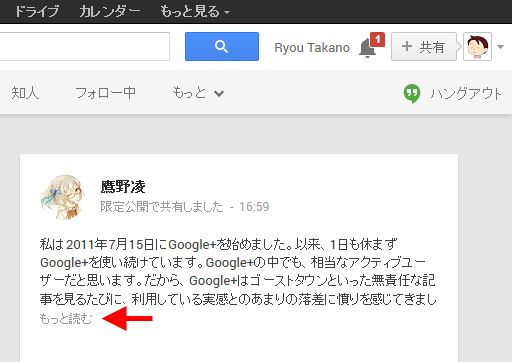 ドライブ カレンダー もっと見る
Ryou Takano 1 + 共有
知人 フォロー中 もっと ハングアウト
鷹野凌
限定公開で共有しました - 16:59
私は2011年7月15日にGoogle+を始めました。以来、1日も休まず
Google+を使い続けています。Google+の中でも、相当なアクティブユー
ザーだと思います。だから、Google+はゴーストタウンといった無責任な記
事を見るたびに、利用している実感とのあまりの落差に憤りを感じてきまし
もっと読む